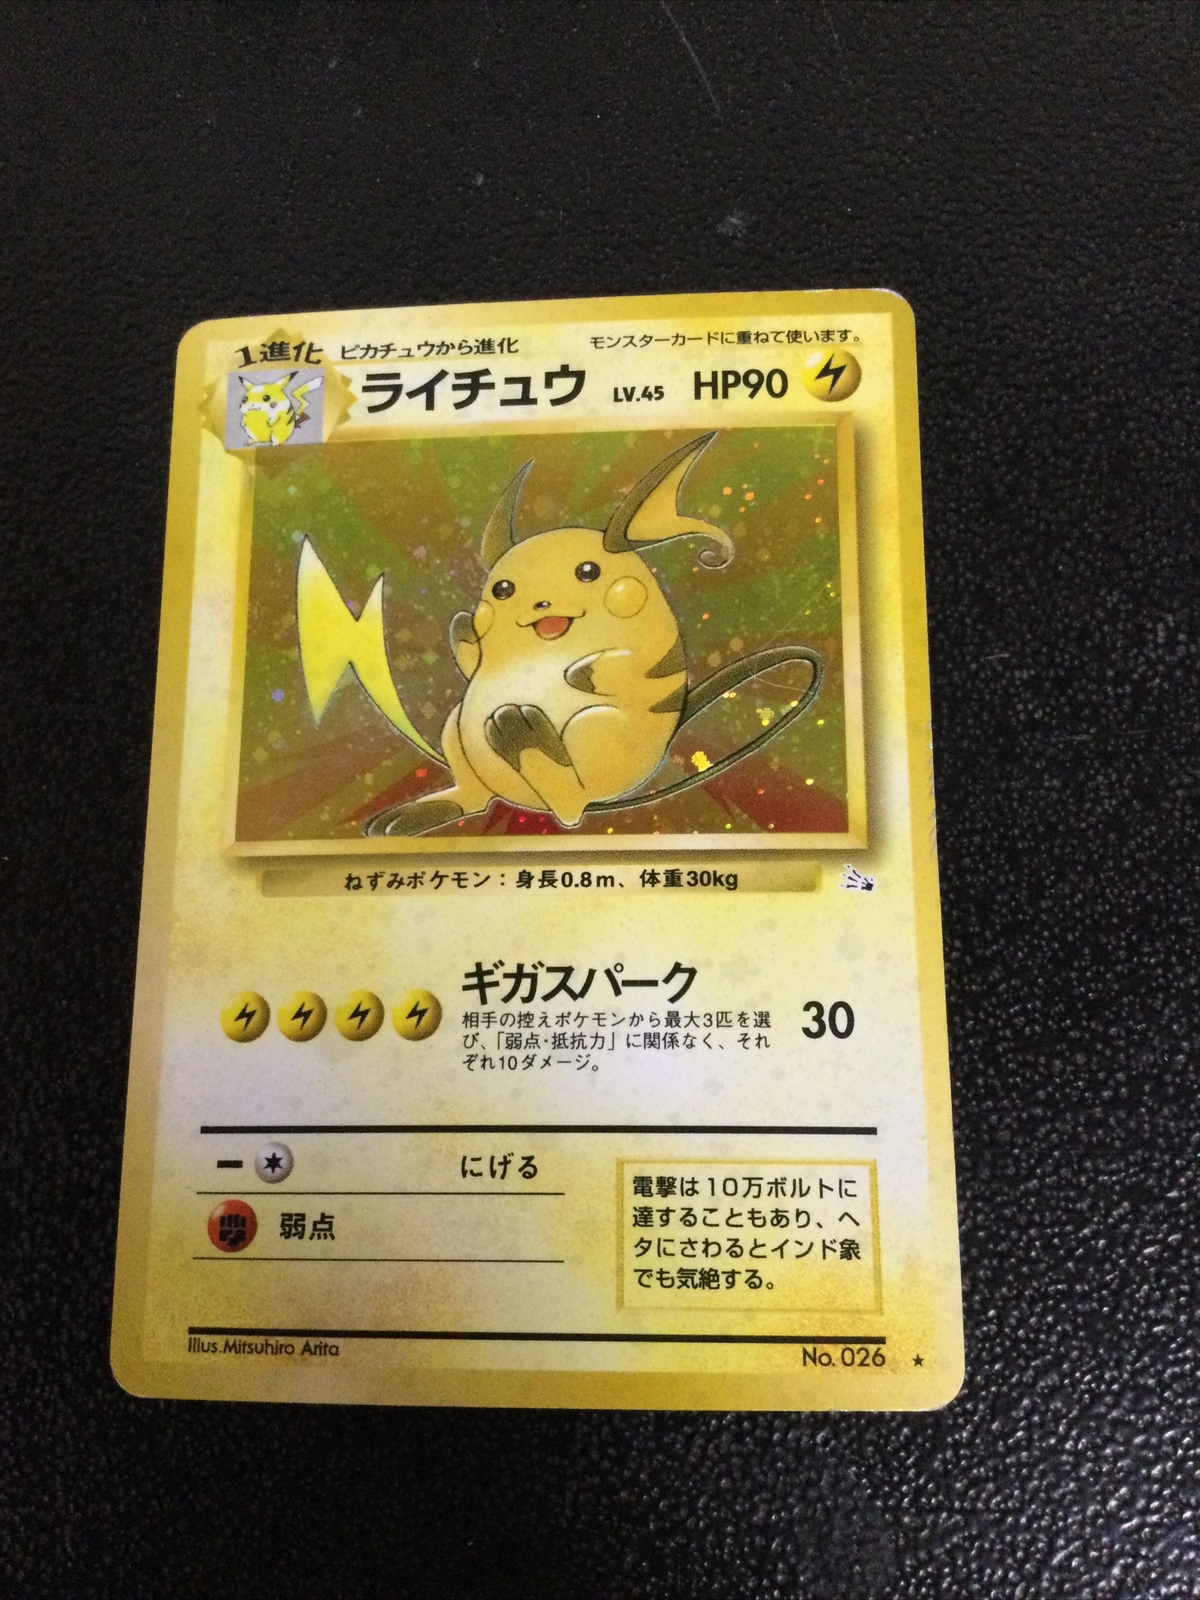 1進化 ピカチュウから進化 モンスターカードに重ねて使います。
ライチュウ LV.45 HP90
ねずみポケモン：身長0.8m、体重30kg
ギガスパーク 30
相手の控えポケモンから最大3匹を選
び、「弱点・抵抗力」に関係なく、それ
ぞれ10ダメージ。
ー にげる
弱点
電撃は10万ボルトに
達することもあり、ヘ
タにさわるとインド象
でも気絶する。
Illus.Mitsuhiro Arita
No.026 ★